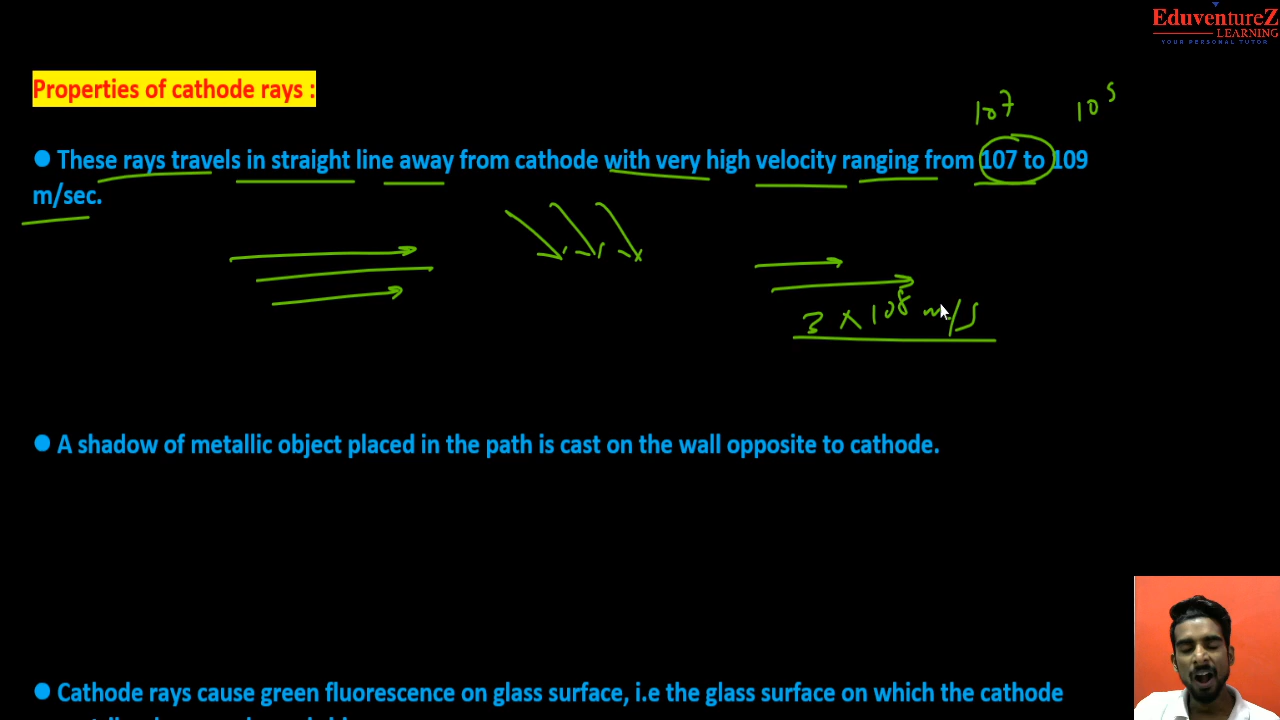 EduventureZ
LEARNING
YOUR PERSONAL TUTOR
Properties of cathode rays :
10⁷ 10⁵
● These rays travels in straight line away from cathode with very high velocity ranging from 107 to 109
m/sec.
3 × 10⁸ m/s
● A shadow of metallic object placed in the path is cast on the wall opposite to cathode.
● Cathode rays cause green fluorescence on glass surface, i.e the glass surface on which the cathode